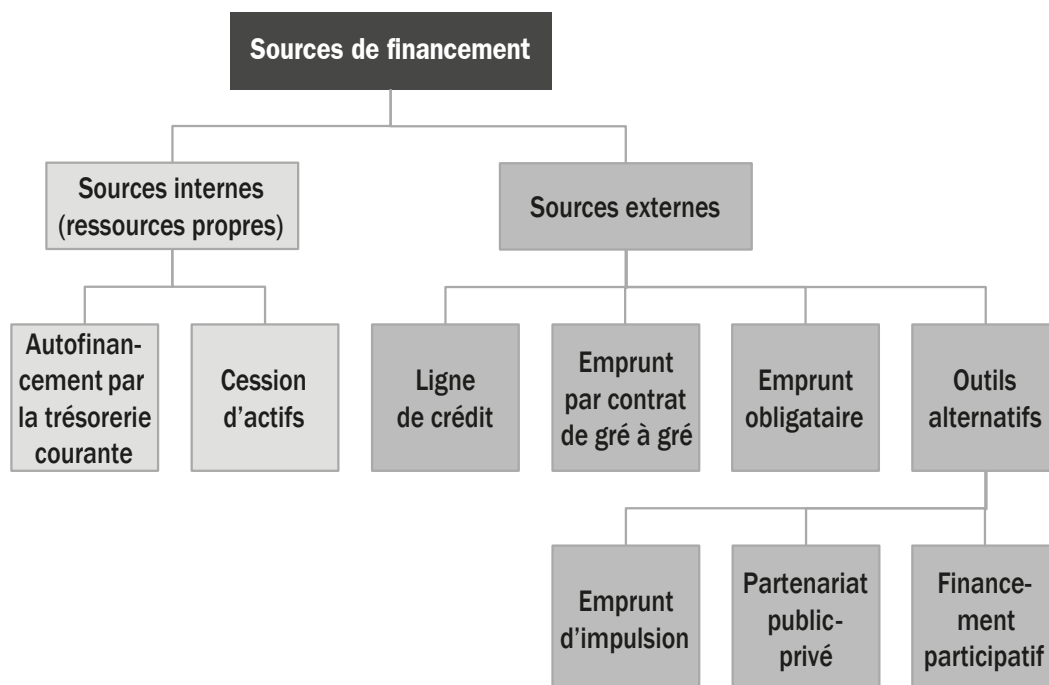 Sources de financement
Sources internes
(ressources propres)
Sources externes
Autofinan-
cement par
la trésorerie
courante
Cession
d'actifs
Ligne
de crédit
Emprunt
par contrat
de gré à gré
Emprunt
obligataire
Outils
alternatifs
Emprunt
d'impulsion
Partenariat
public-
privé
Finance-
ment
participatif